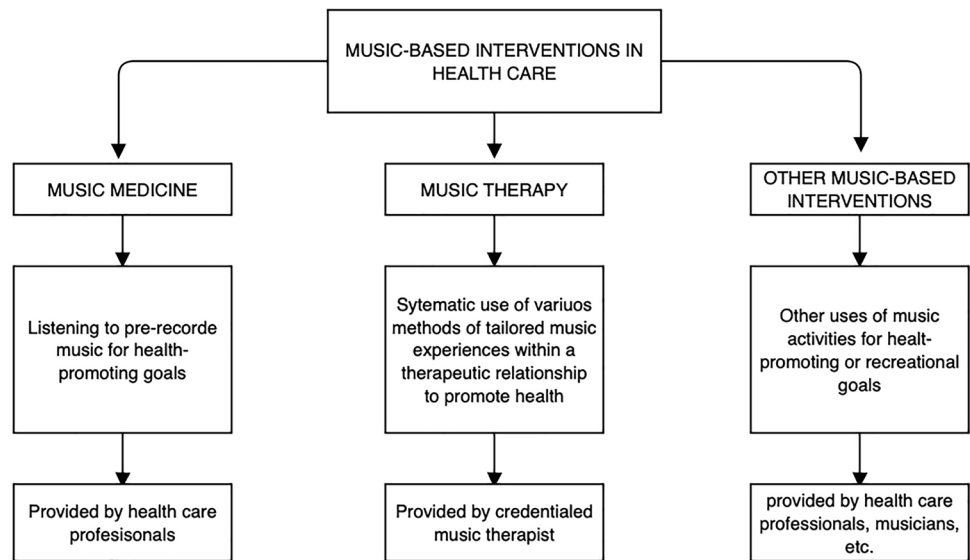 MUSIC-BASED INTERVENTIONS IN
HEALTH CARE
MUSIC MEDICINE
MUSIC THERAPY
OTHER MUSIC-BASED
INTERVENTIONS
Listening to pre-recorde
music for health-
promoting goals
Sytematic use of variuos
methods of tailored music
experiences within a
therapeutic relationship
to promote health
Other uses of music
activities for healt-
promoting or recreational
goals
Provided by health care
profesisonals
Provided by credentialed
music therapist
provided by health care
professionals, musicians,
etc.